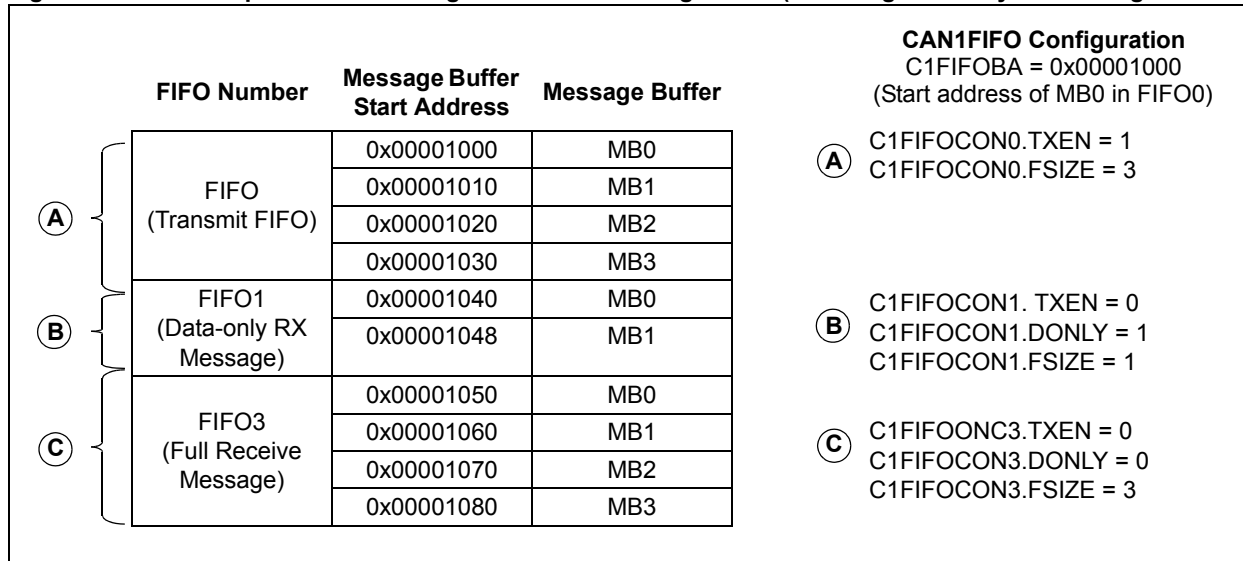 CAN1FIFO Configuration
C1FIFOBA = 0x00001000
(Start address of MB0 in FIFO0)
FIFO Number
Message Buffer
Start Address
Message Buffer
A
FIFO
(Transmit FIFO)
0x00001000 MB0
0x00001010 MB1
0x00001020 MB2
0x00001030 MB3
B
FIFO1
(Data-only RX
Message)
0x00001040 MB0
0x00001048 MB1
C
FIFO3
(Full Receive
Message)
0x00001050 MB0
0x00001060 MB1
0x00001070 MB2
0x00001080 MB3
A
C1FIFOCON0.TXEN = 1
C1FIFOCON0.FSIZE = 3
B
C1FIFOCON1. TXEN = 0
C1FIFOCON1.DONLY = 1
C1FIFOCON1.FSIZE = 1
C
C1FIFOONC3.TXEN = 0
C1FIFOCON3.DONLY = 0
C1FIFOCON3.FSIZE = 3